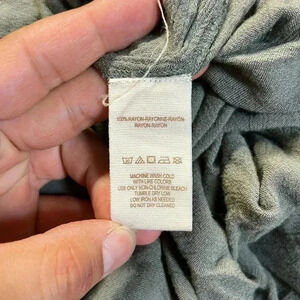 100%RAYON-RAYONNE-RAYON-
RAYON-RAYON
MACHINE WASH COLD
WITH LIKE COLORS
USE ONLY NON-CHLORINE BLEACH
TUMBLE DRY LOW
LOW IRON AS NEEDED
DO NOT DRY CLEANED